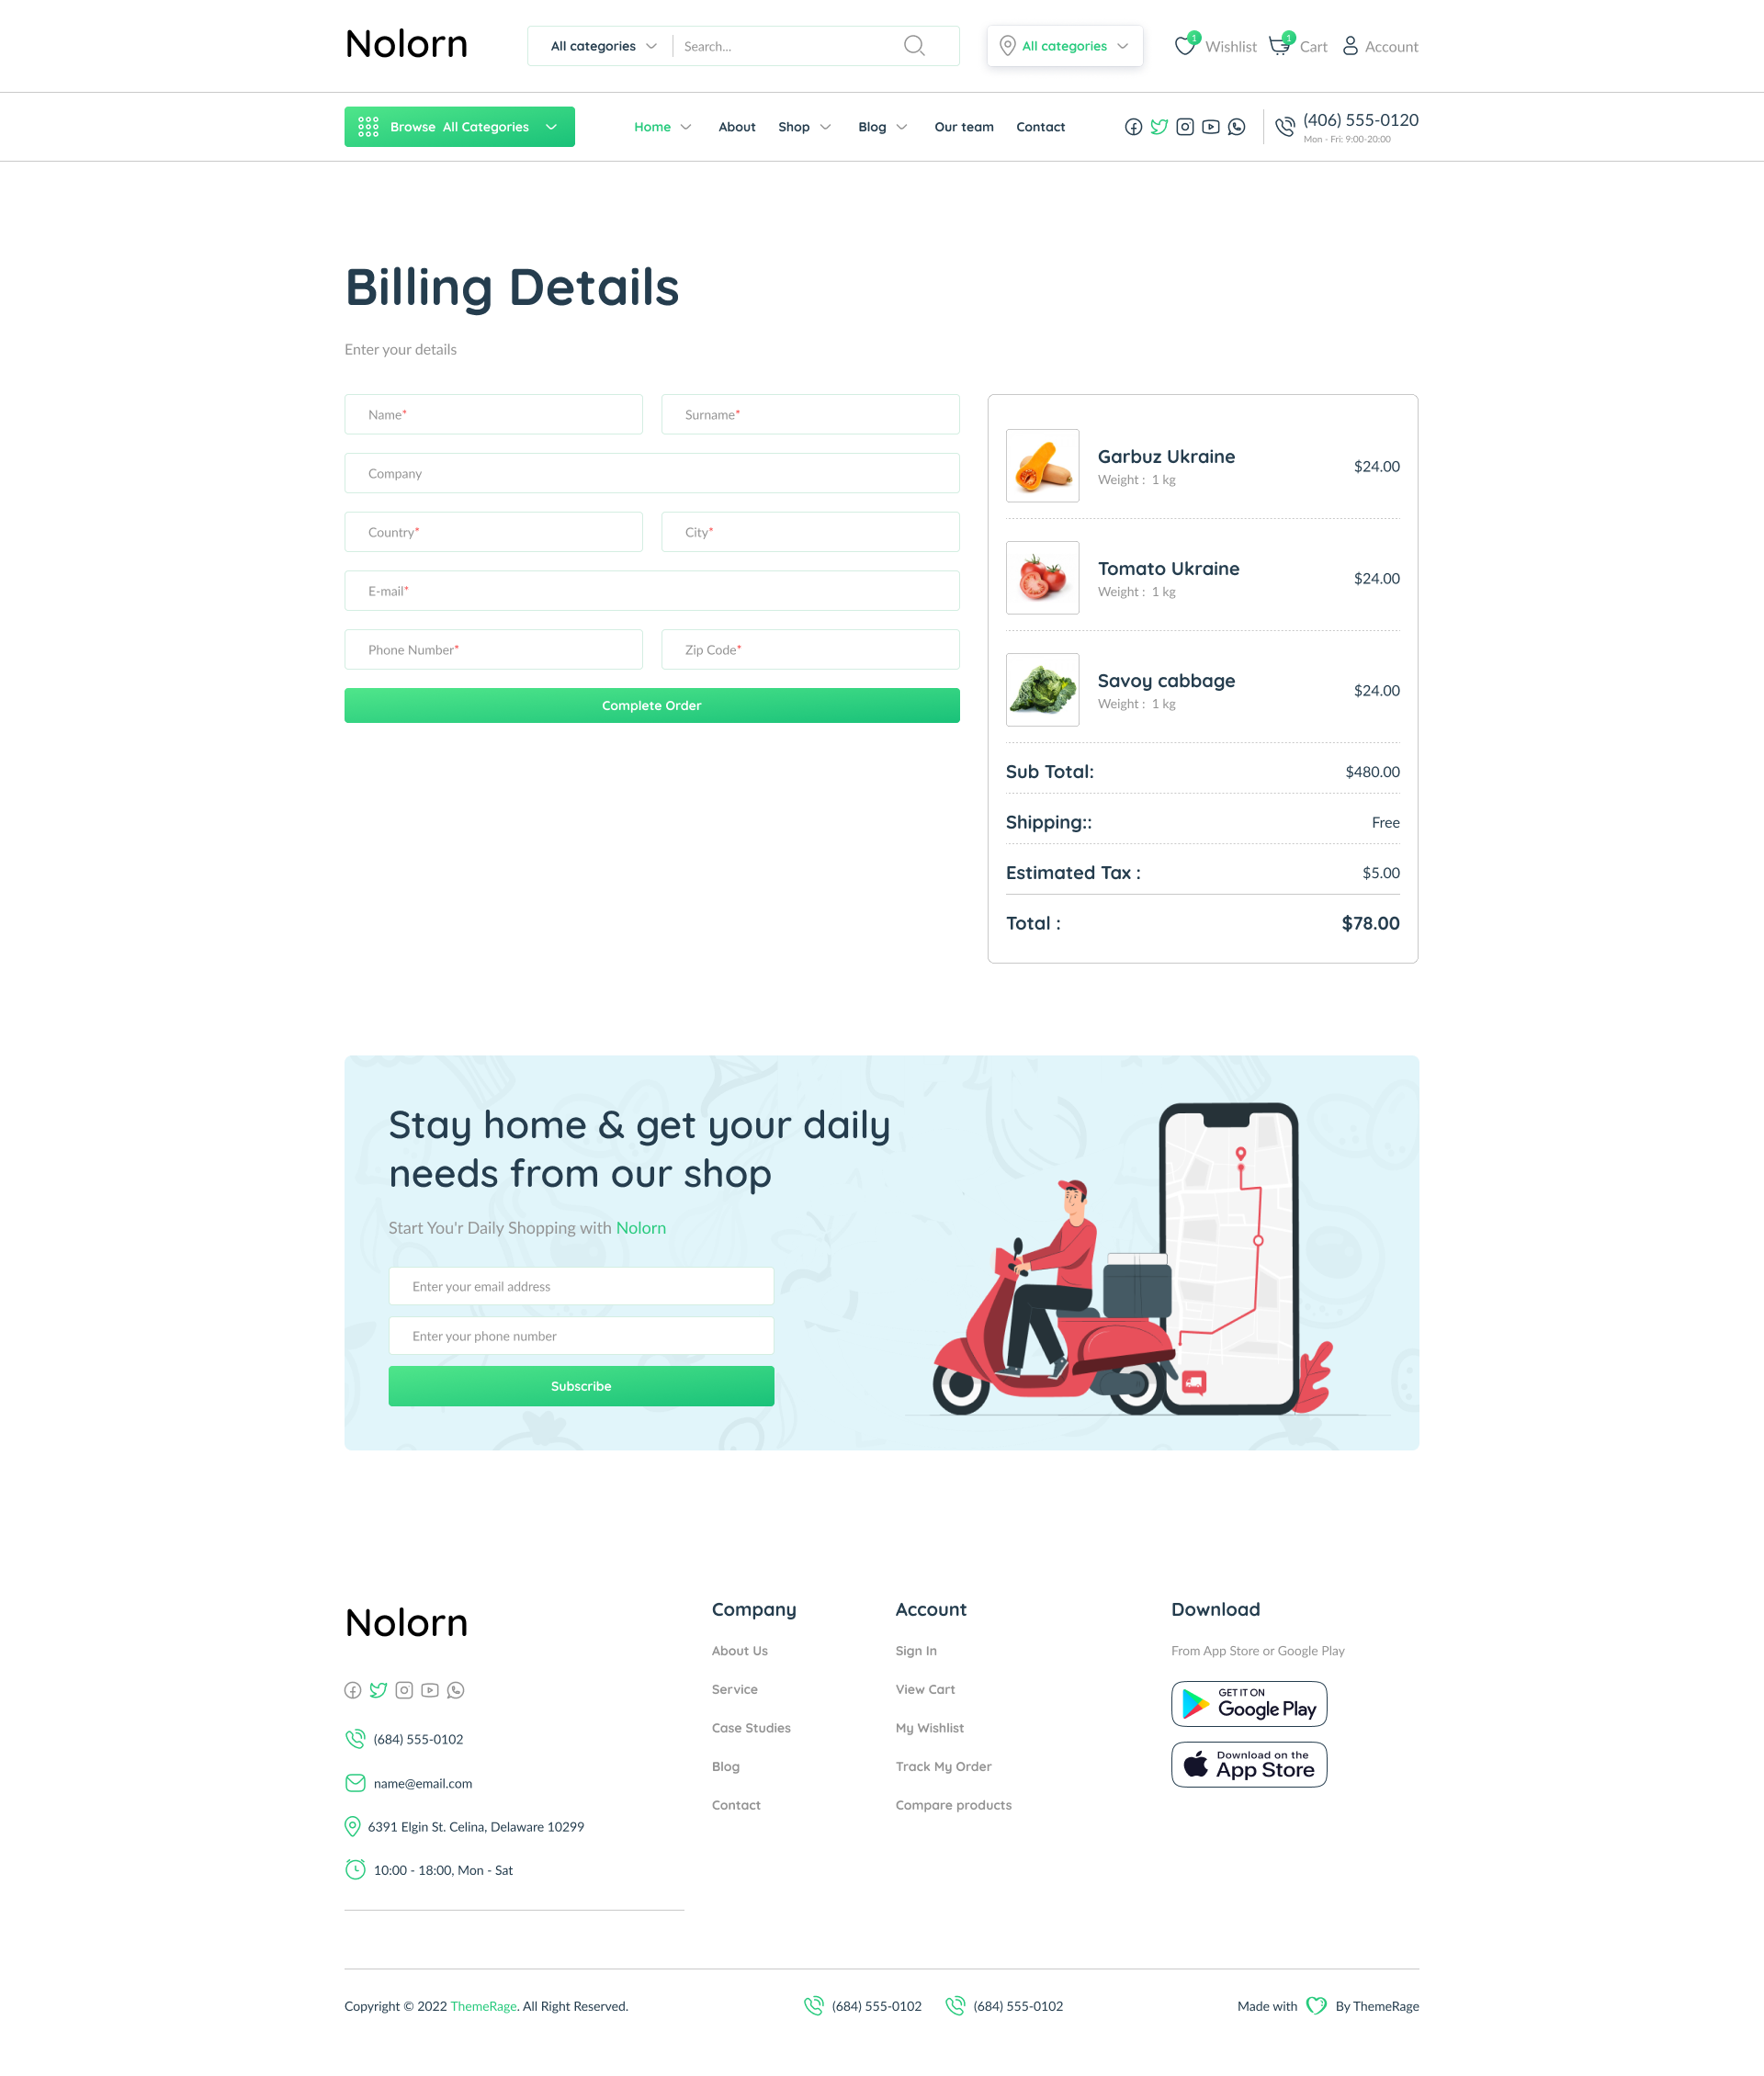 Nolorn
All categories
Search...
All categories
1
Wishlist
1
Cart
Account
Browse All Categories
Home
About
Shop
Blog
Our team
Contact
(406) 555-0120
Mon - Fri: 9:00-20:00
Billing Details
Enter your details
Name*
Surname*
Company
Country*
City*
E-mail*
Phone Number*
Zip Code*
Complete Order
Garbuz Ukraine
Weight : 1 kg
$24.00
Tomato Ukraine
Weight : 1 kg
$24.00
Savoy cabbage
Weight : 1 kg
$24.00
Sub Total:
$480.00
Shipping::
Free
Estimated Tax :
$5.00
Total :
$78.00
Stay home & get your daily
needs from our shop
Start You'r Daily Shopping with Nolorn
Enter your email address
Enter your phone number
Subscribe
Nolorn
(684) 555-0102
name@email.com
6391 Elgin St. Celina, Delaware 10299
10:00 - 18:00, Mon - Sat
Company
About Us
Service
Case Studies
Blog
Contact
Account
Sign In
View Cart
My Wishlist
Track My Order
Compare products
Download
From App Store or Google Play
GET IT ON
Google Play
Download on the
App Store
Copyright © 2022 ThemeRage. All Right Reserved.
(684) 555-0102
(684) 555-0102
Made with
By ThemeRage